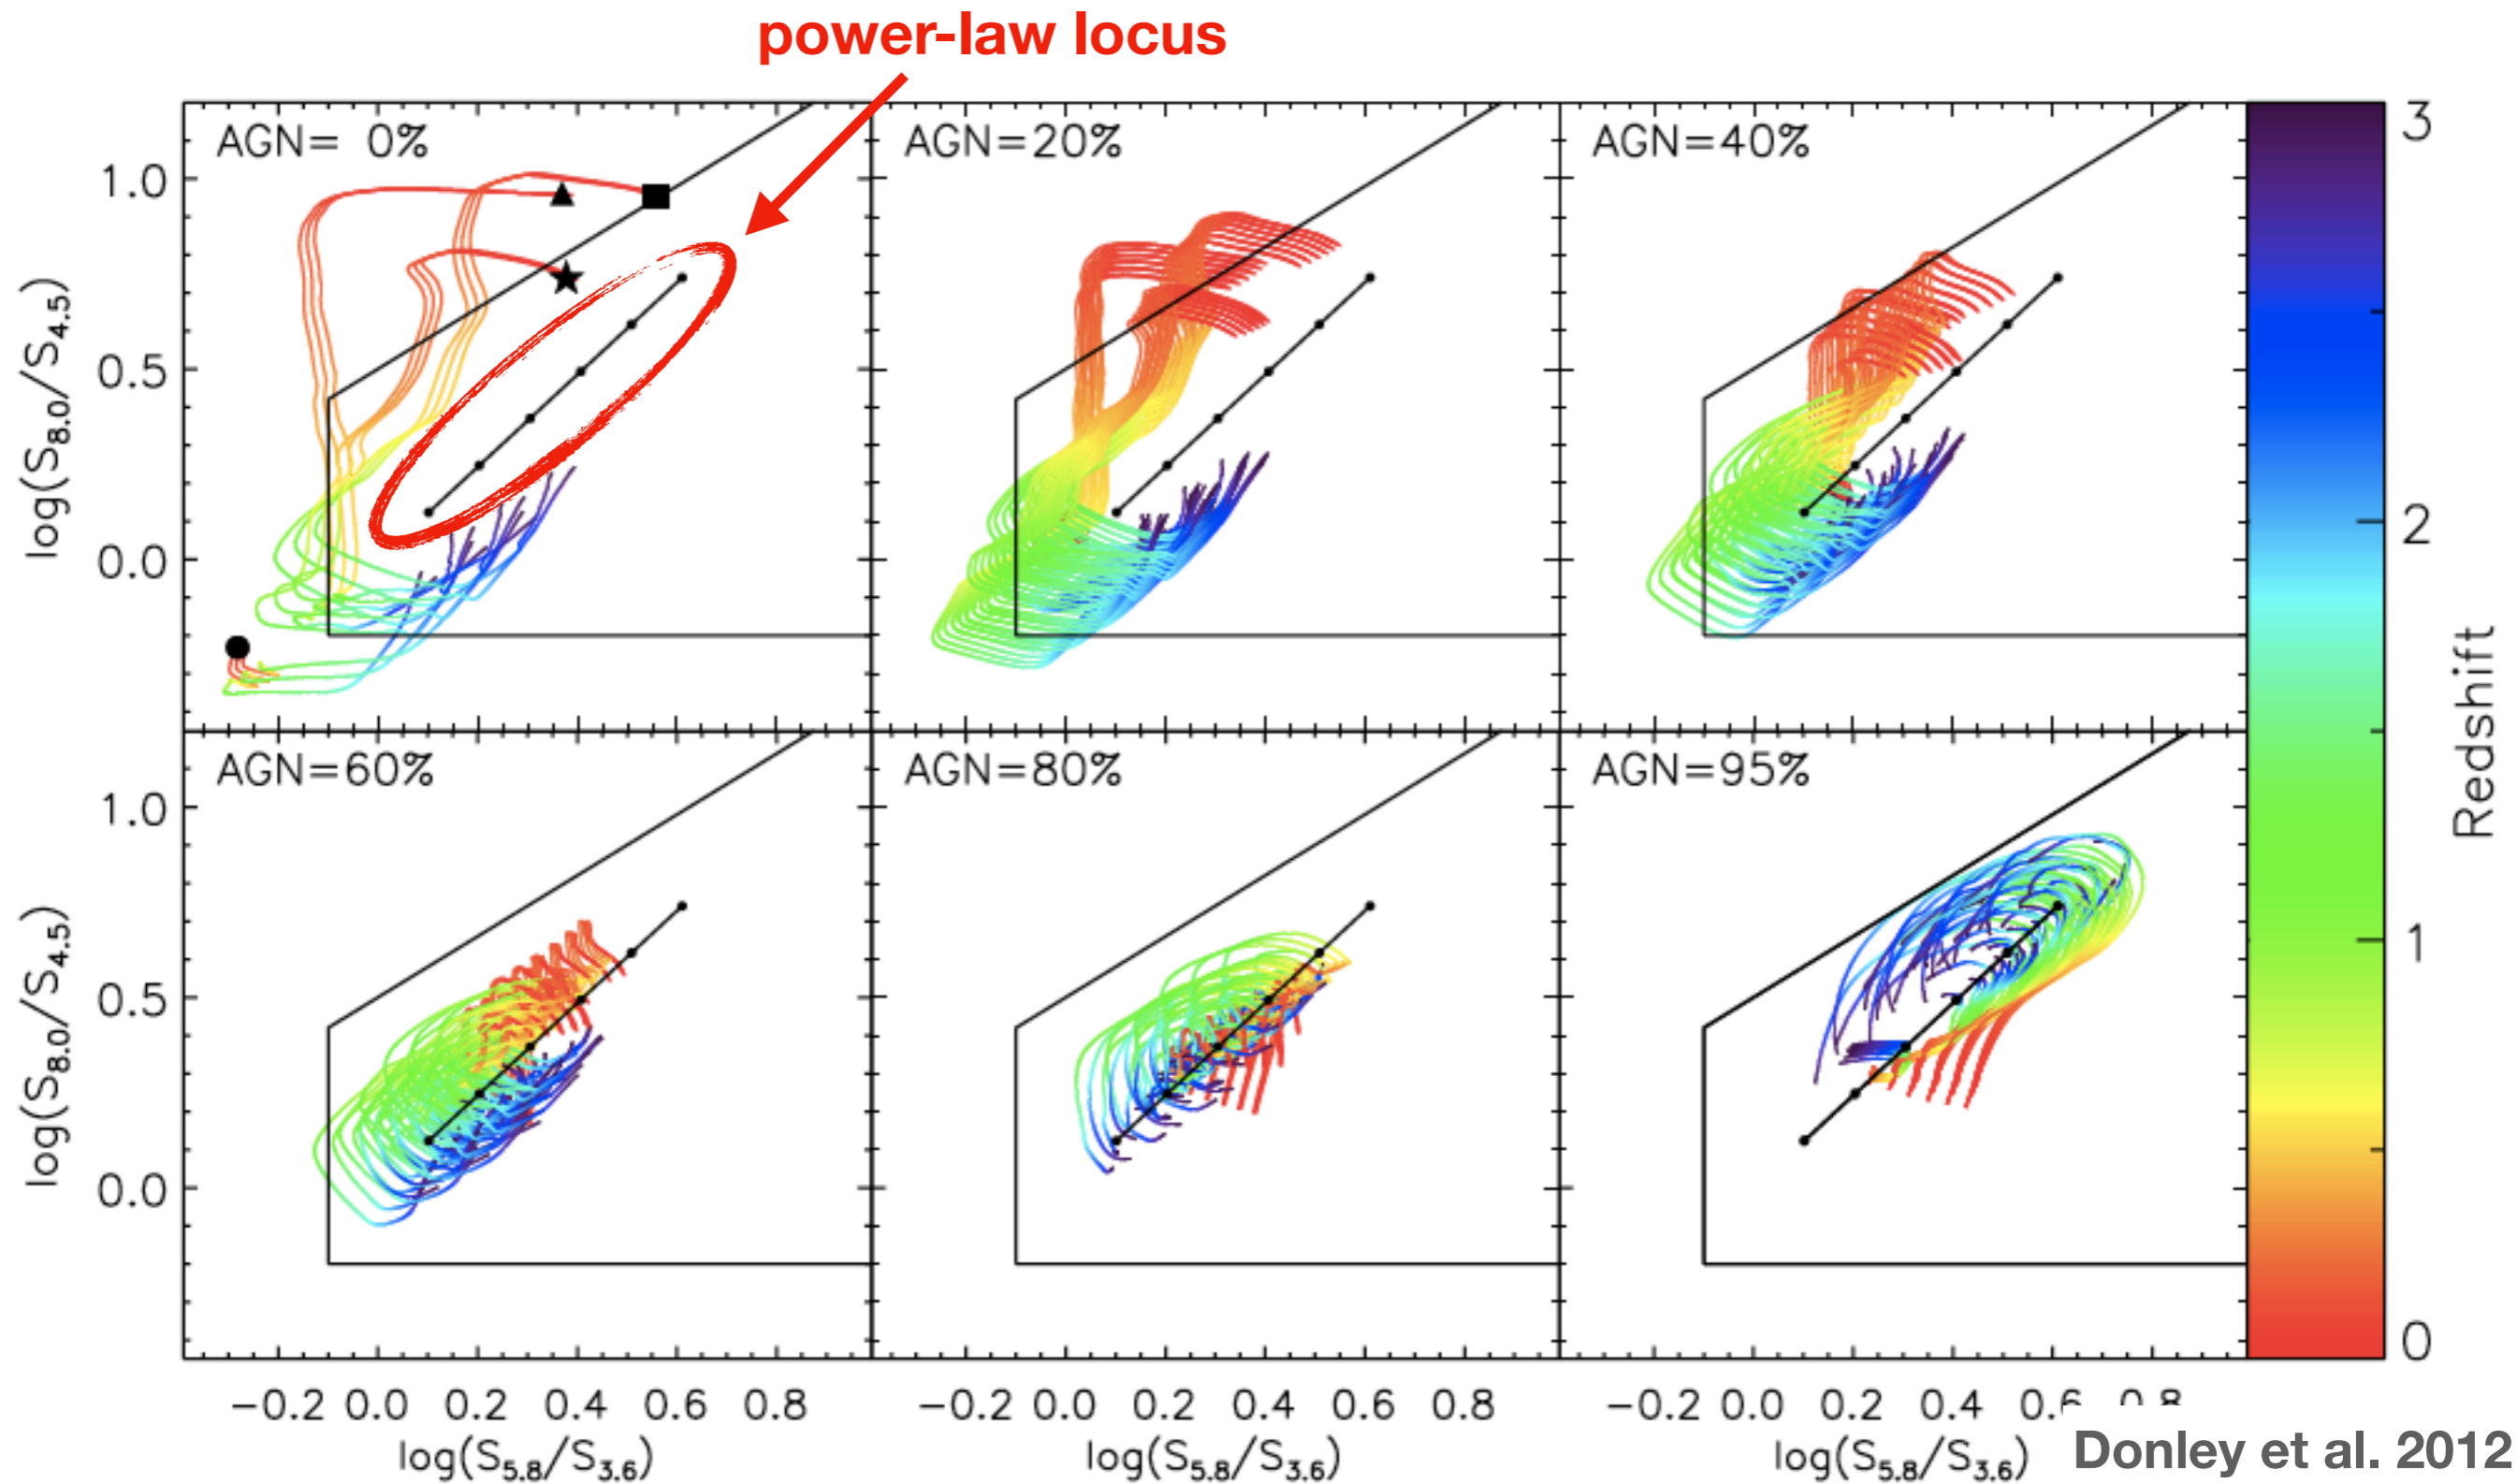 power-law locus
AGN= 0%
AGN=20%
AGN=40%
3
1.0
0.5
0.0
log(S8.0/S4.5)
2
Redshift
AGN=60%
AGN=80%
AGN=95%
1.0
0.5
0.0
log(S8.0/S4.5)
1
0
−0.2 0.0 0.2 0.4 0.6 0.8
−0.2 0.0 0.2 0.4 0.6 0.8
−0.2 0.0 0.2 0.4 0.6 0.8
log(S5.8/S3.6)
log(S5.8/S3.6)
log(S5.8/S3.6)
Donley et al. 2012